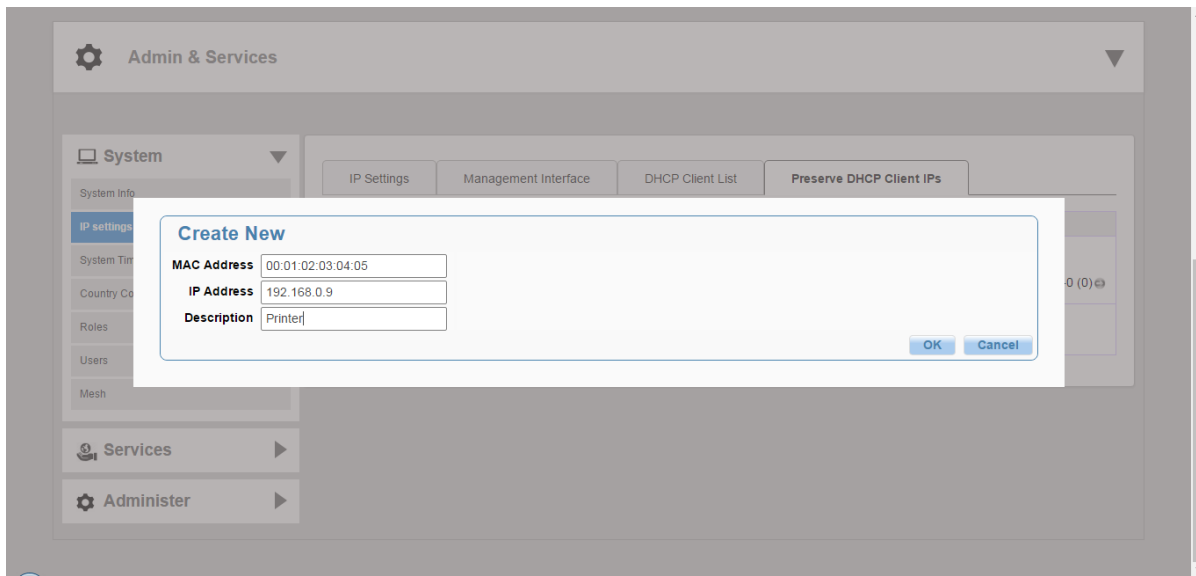 Admin & Services
System
IP Settings Management Interface DHCP Client List Preserve DHCP Client IPs
System Info
IP settings
Create New
MAC Address 00:01:02:03:04:05
IP Address 192.168.0.9
Description Printer
OK Cancel
System Tim
Country Co
-0 (0)
Roles
Users
Mesh
Services
Administer